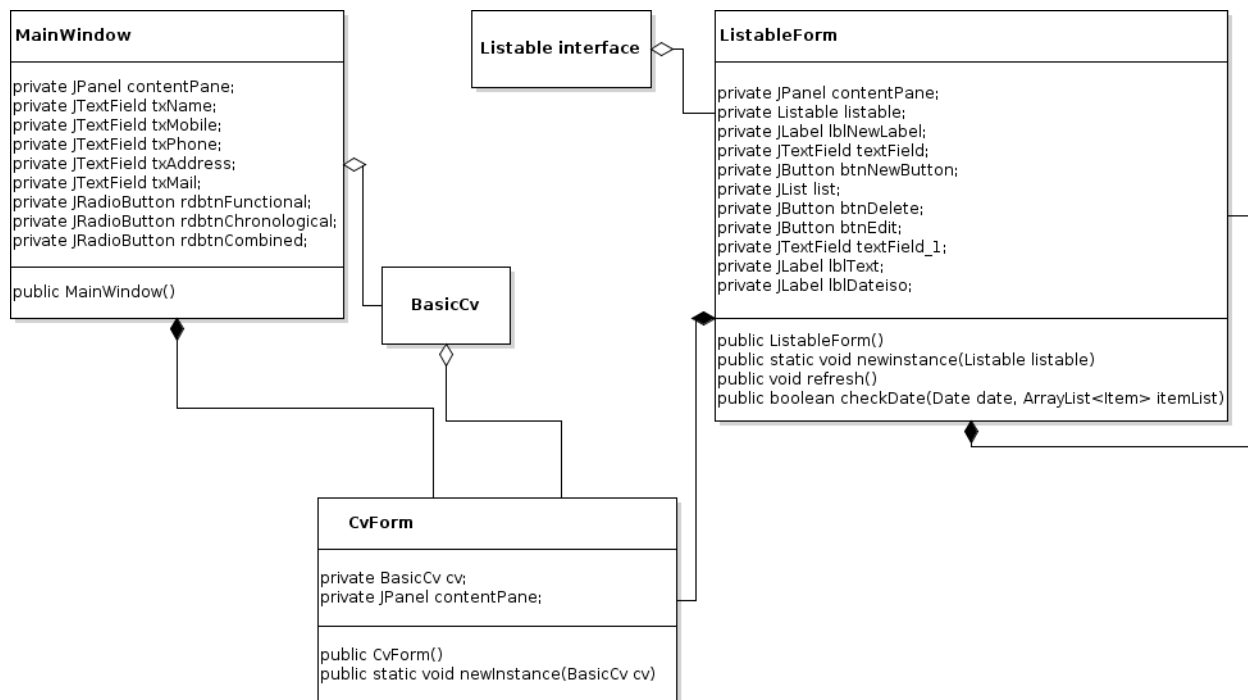 MainWindow
private JPanel contentPane;
private JTextField txName;
private JTextField txMobile;
private JTextField txPhone;
private JTextField txAddress;
private JTextField txMail;
private JRadioButton rdbtnFunctional;
private JRadioButton rdbtnChronological;
private JRadioButton rdbtnCombined;
public MainWindow()
Listable interface
ListableForm
private JPanel contentPane;
private Listable listable;
private JLabel lblNewLabel;
private JTextField textField;
private JButton btnNewButton;
private JList list;
private JButton btnDelete;
private JButton btnEdit;
private JTextField textField_1;
private JLabel lblText;
private JLabel lblDateiso;
public ListableForm()
public static void newinstance(Listable listable)
public void refresh()
public boolean checkDate(Date date, ArrayList<Item> itemList)
BasicCv
CvForm
private BasicCv cv;
private JPanel contentPane;
public CvForm()
public static void newInstance(BasicCv cv)